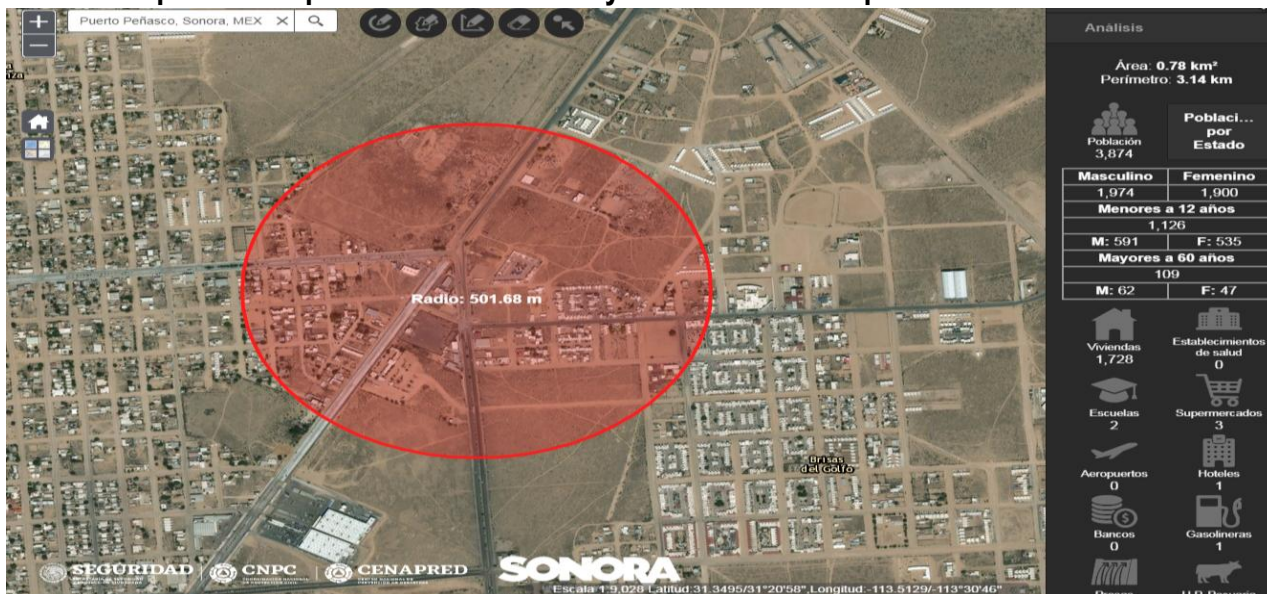 Puerto Peñasco, Sonora, MEX
Análisis
Área: 0.78 km²
Perímetro: 3.14 km
Población
3,874
Poblaci...
por
Estado
Masculino Femenino
1,974 1,900
Menores a 12 años
1,126
M: 591 F: 535
Mayores a 60 años
109
M: 62 F: 47
Viviendas
1,728
Establecimientos
de salud
0
Escuelas
2
Supermercados
3
Aeropuertos
0
Hoteles
1
Bancos
0
Gasolineras
1
Radio: 501.68 m
Brisas
del Golfo
SEGURIDAD
CNPC
CENAPRED
SONORA
Escala 1:9,028 Latitud:31.3495/31°20'58",Longitud:-113.5129/-113°30'46"